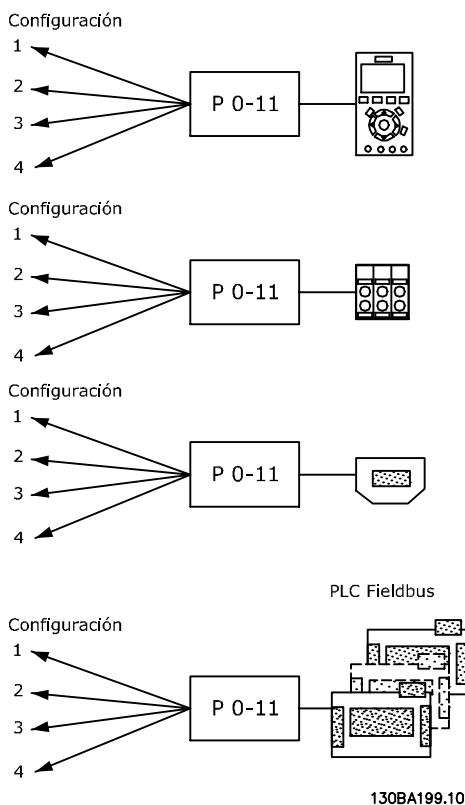 Configuración
1
2
3
4
P 0-11
Configuración
1
2
3
4
P 0-11
Configuración
1
2
3
4
P 0-11
PLC Fieldbus
Configuración
1
2
3
4
P 0-11
130BA199.10